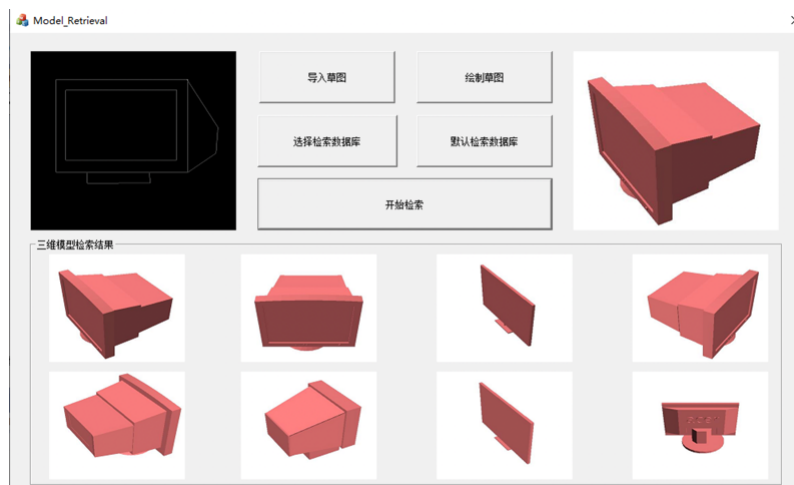 Model_Retrieval
导入草图
绘制草图
选择检索数据库
默认检索数据库
开始检索
三维模型检索结果